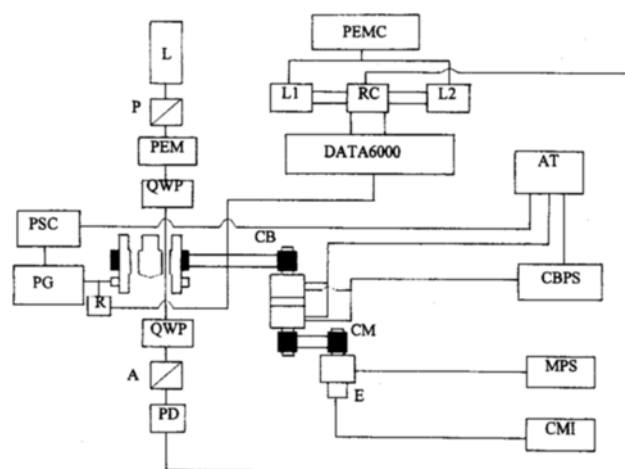 PEMC
L
L1
RC
L2
P
PEM
DATA6000
AT
QWP
PSC
CB
PG
R
CBPS
QWP
CM
A
MPS
E
PD
CMI